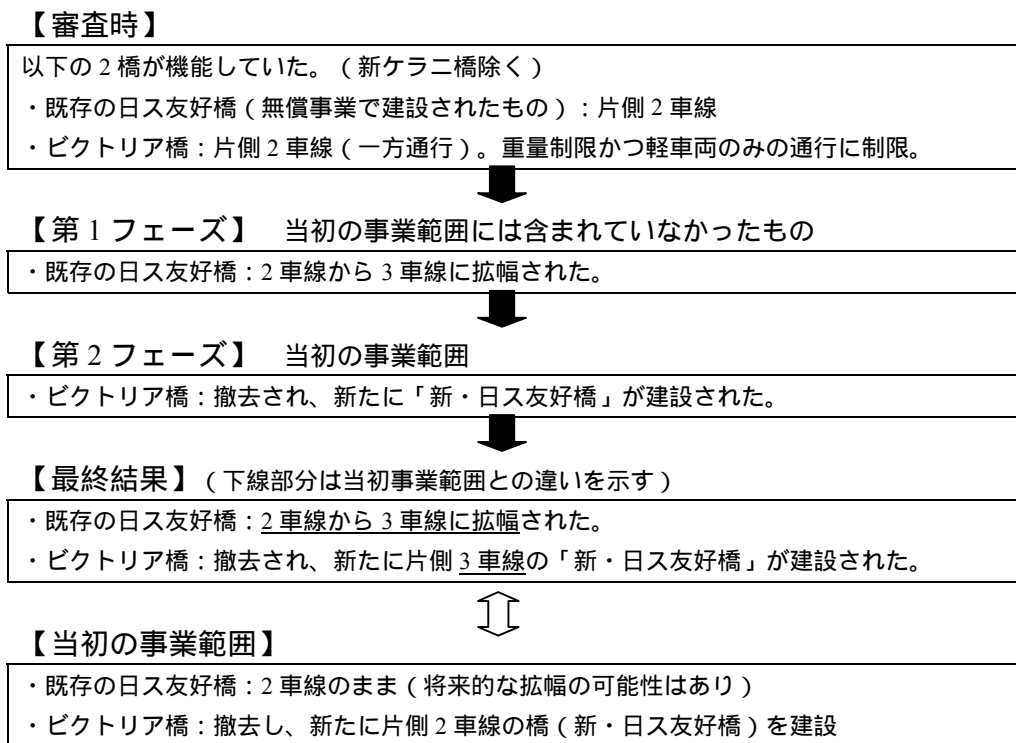 【審査時】
以下の2橋が機能していた。（新ケラニ橋除く）
・既存の日ス友好橋（無償事業で建設されたもの）：片側2車線
・ビクトリア橋：片側2車線（一方通行）。重量制限かつ軽車両のみの通行に制限。
【第1フェーズ】 当初の事業範囲には含まれていなかったもの
・既存の日ス友好橋：2車線から3車線に拡幅された。
【第2フェーズ】 当初の事業範囲
・ビクトリア橋：撤去され、新たに「新・日ス友好橋」が建設された。
【最終結果】（下線部分は当初事業範囲との違いを示す）
・既存の日ス友好橋：2車線から3車線に拡幅された。
・ビクトリア橋：撤去され、新たに片側3車線の「新・日ス友好橋」が建設された。
【当初の事業範囲】
・既存の日ス友好橋：2車線のまま（将来的な拡幅の可能性はあり）
・ビクトリア橋：撤去し、新たに片側2車線の橋（新・日ス友好橋）を建設